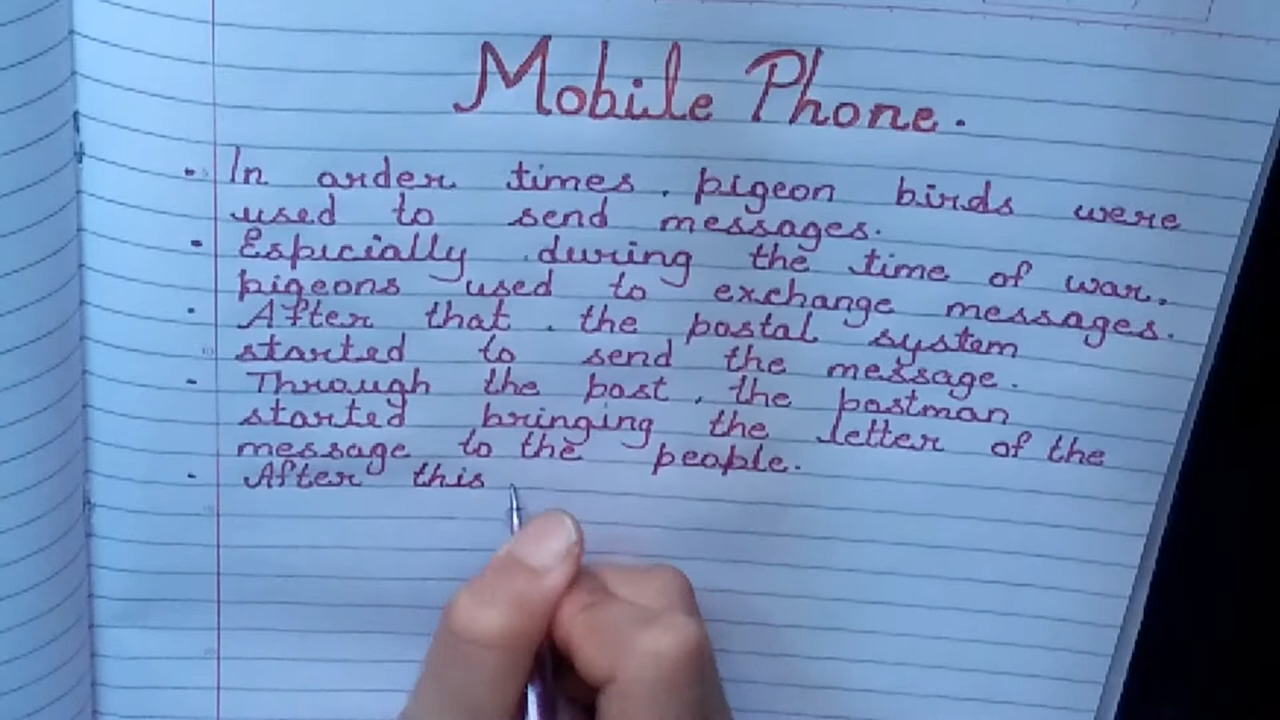 Mobile Phone.
• In order times, pigeon birds were
used to send messages.
• Especially during the time of war,
pigeons used to exchange messages.
• After that, the postal system
started to send the message.
• Through the post, the postman
started bringing the letter of the
message to the people.
• After this